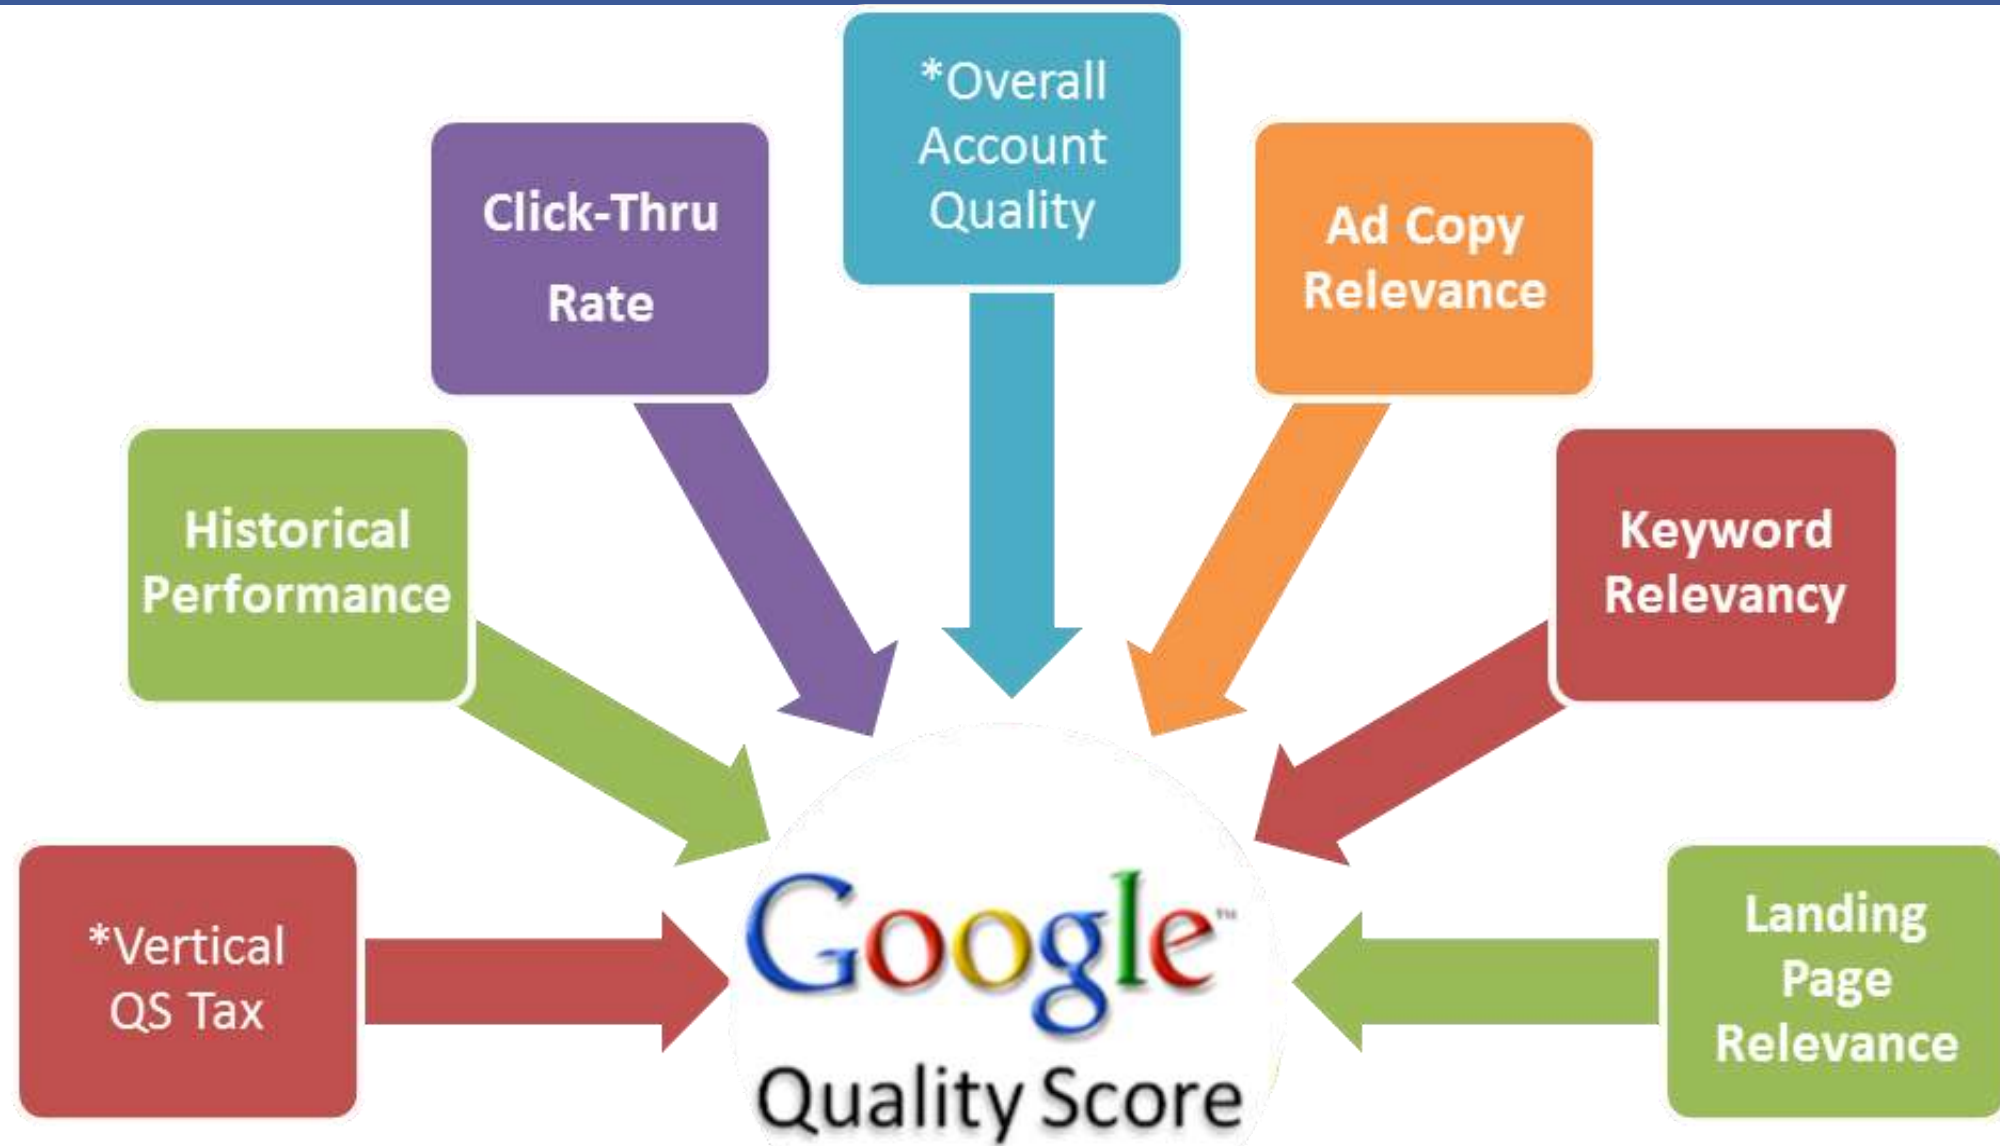 *Overall
Account
Quality
Click-Thru
Rate
Ad Copy
Relevance
Historical
Performance
Keyword
Relevancy
*Vertical
QS Tax
Landing
Page
Relevance
Google™
Quality Score